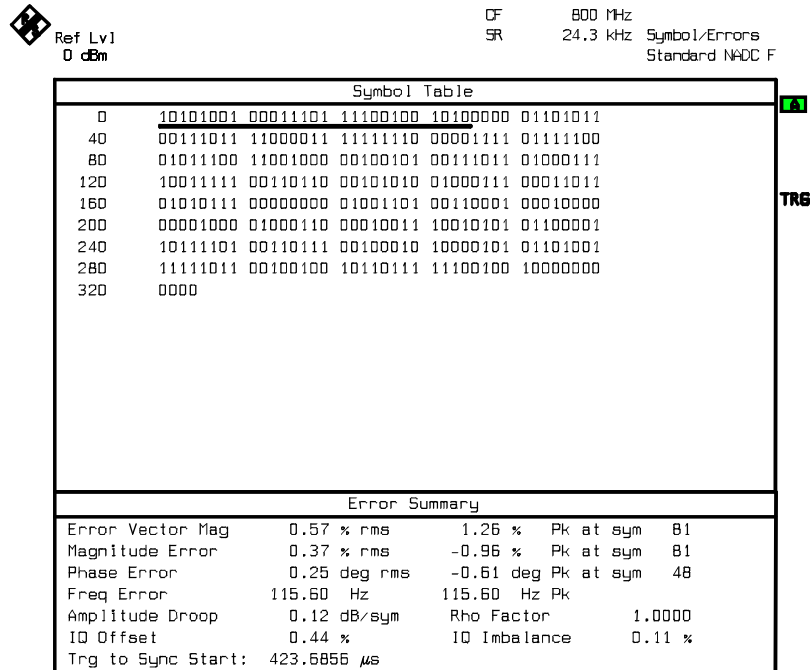 CF 800 MHz
Ref Lvl SR 24.3 kHz Symbol/Errors
0 dBm Standard NADC F
Symbol Table
A
0 10101001 00011101 11100100 10100000 01101011
40 00111011 11000011 11111110 00001111 01111100
80 01011100 11001000 00100101 00111011 01000111
120 10011111 00110110 00101010 01000111 00011011
160 01010111 00000000 01001101 00110001 00010000
TRG
200 00001000 01000110 00010011 10010101 01100001
240 10111101 00110111 00100010 10000101 01101001
280 11111011 00100100 10110111 11100100 10000000
320 0000
Error Summary
Error Vector Mag 0.57 % rms 1.26 % Pk at sym 81
Magnitude Error 0.37 % rms -0.96 % Pk at sym 81
Phase Error 0.25 deg rms -0.61 deg Pk at sym 48
Freq Error 115.60 Hz 115.60 Hz Pk
Amplitude Droop 0.12 dB/sym Rho Factor 1.0000
IQ Offset 0.44 % IQ Imbalance 0.11 %
Trg to Sync Start: 423.6856 µs